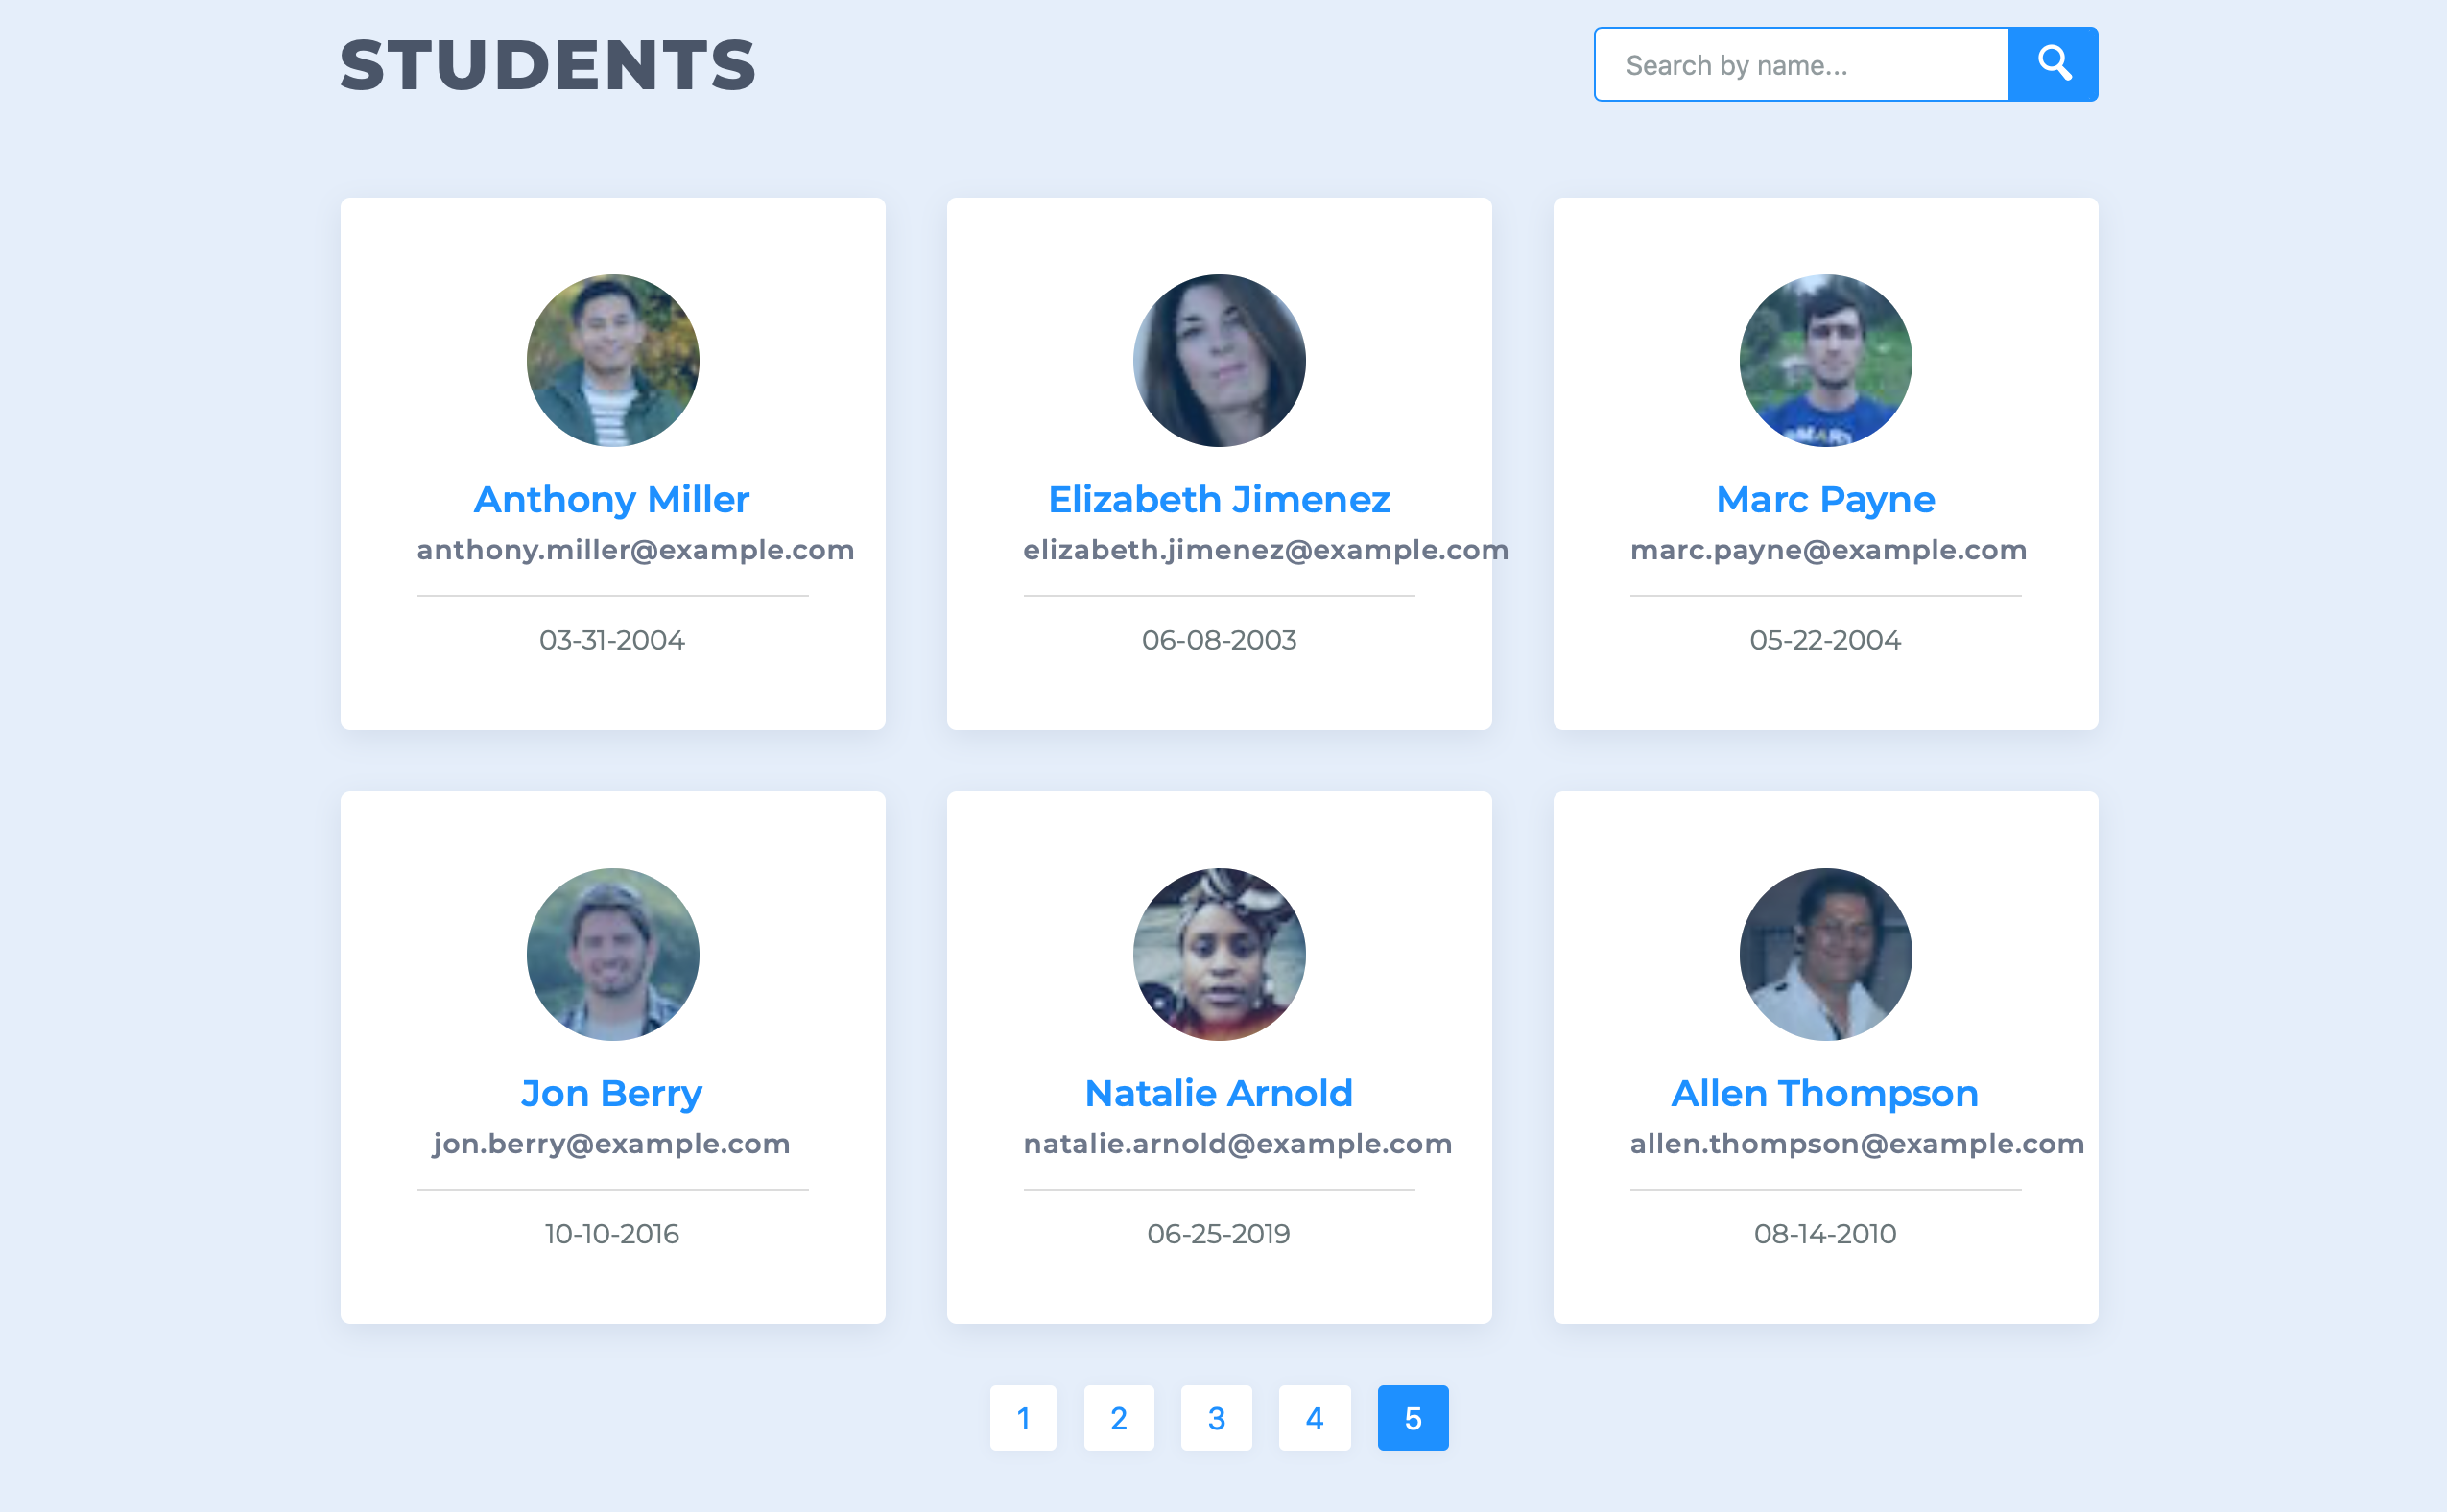 STUDENTS
Search by name...
Anthony Miller
anthony.miller@example.com
03-31-2004
Elizabeth Jimenez
elizabeth.jimenez@example.com
06-08-2003
Marc Payne
marc.payne@example.com
05-22-2004
Jon Berry
jon.berry@example.com
10-10-2016
Natalie Arnold
natalie.arnold@example.com
06-25-2019
Allen Thompson
allen.thompson@example.com
08-14-2010
1 2 3 4 5